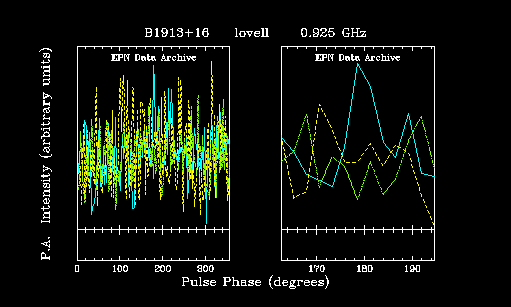 B1913+16 lovell 0.925 GHz
EPN Data Archive EPN Data Archive
P.A. Intensity (arbitrary units)
0 100 200 300 170 180 190
Pulse Phase (degrees)